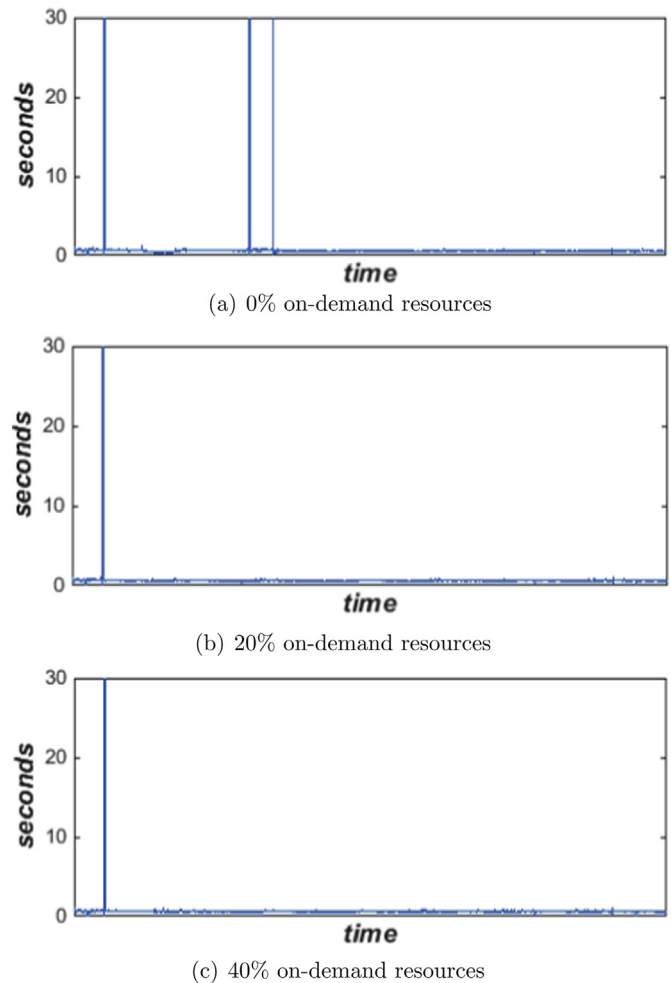 30
20
10
0
seconds
time
(a) 0% on-demand resources
30
20
10
0
seconds
time
(b) 20% on-demand resources
30
20
10
0
seconds
time
(c) 40% on-demand resources